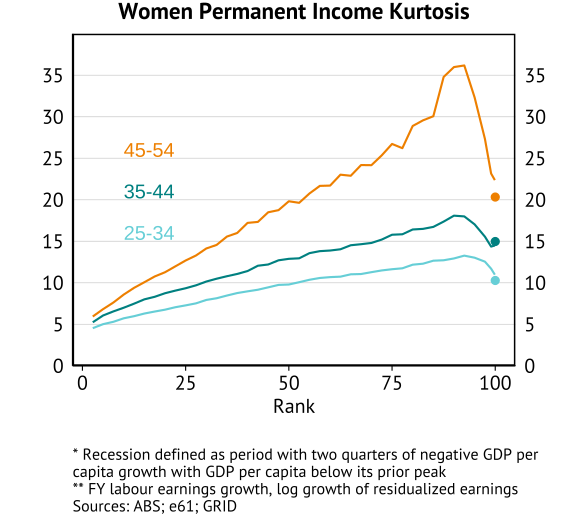 Women Permanent Income Kurtosis
35 35
30 30
25 25
20 20
15 15
10 10
5 5
0 0
45-54
35-44
25-34
0 25 50 75 100
Rank
* Recession defined as period with two quarters of negative GDP per
capita growth with GDP per capita below its prior peak
** FY labour earnings growth, log growth of residualized earnings
Sources: ABS; e61; GRID